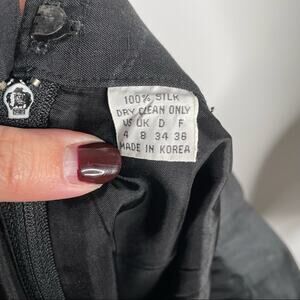 100% SILK
DRY CLEAN ONLY
US UK D F
4 8 34 36
MADE IN KOREA